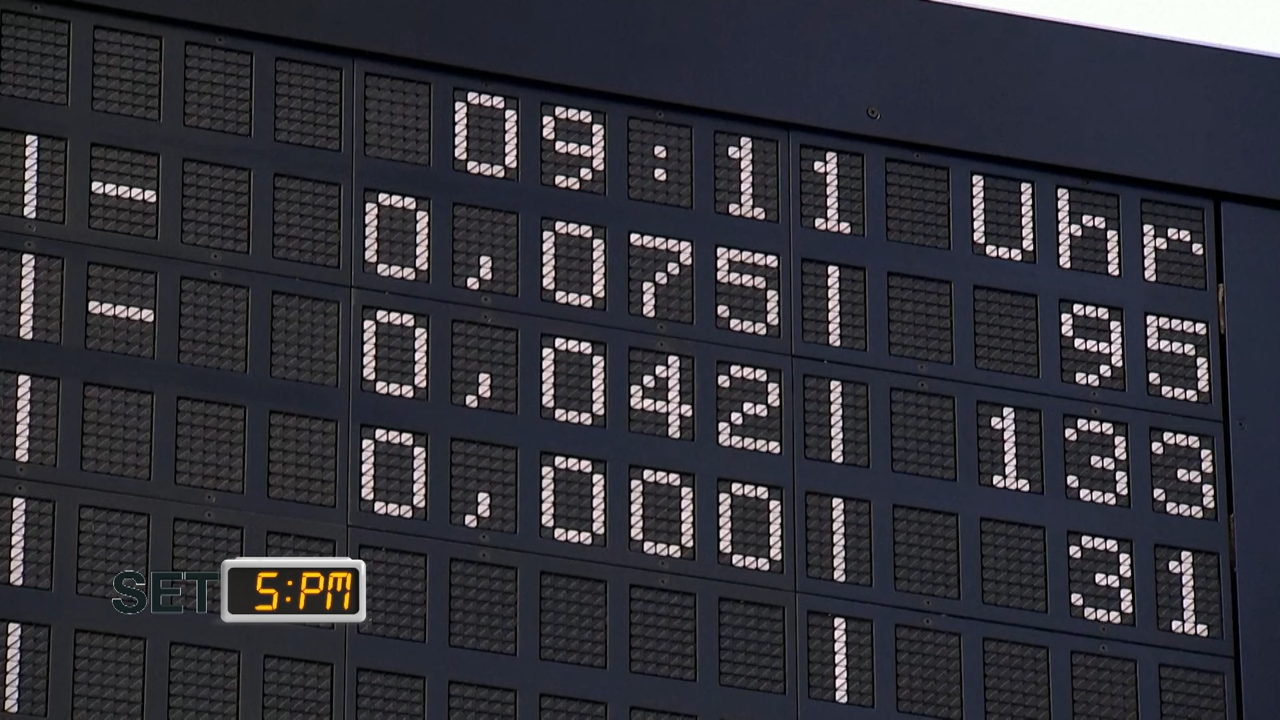 09:11 Uhr
|- 0,075| 95
|- 0,042| 133
| 0,000| 31
| |
| |
SET 5:PM